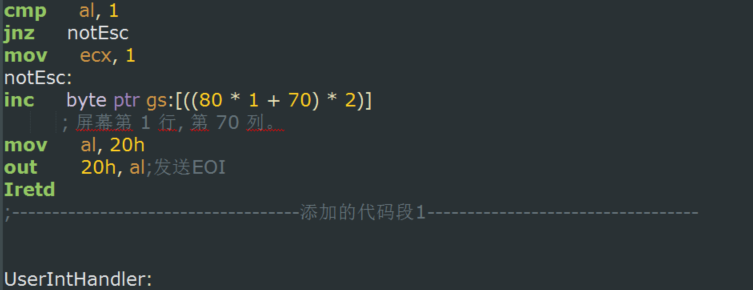 cmp al, 1
jnz notEsc
mov ecx, 1
notEsc:
inc byte ptr gs:[((80 * 1 + 70) * 2)]
; 屏幕第 1 行, 第 70 列。
mov al, 20h
out 20h, al;发送EOI
Iretd
;------------------------------------添加的代码段1----------------------------------
UserIntHandler: